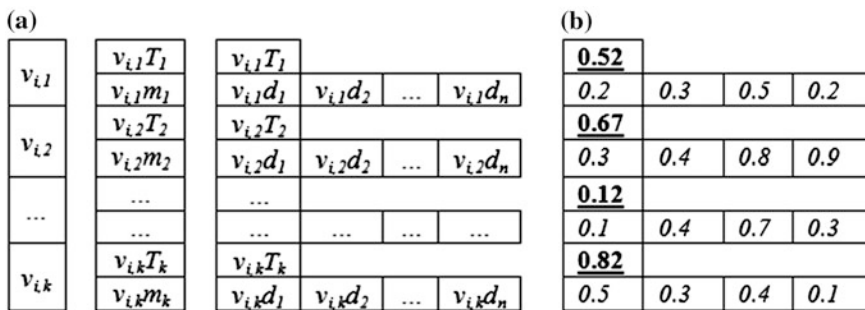 (a) (b)
v_{i,1} v_{i,1}T_1 v_{i,1}T_1 0.52
v_{i,1}m_1 v_{i,1}d_1 v_{i,1}d_2 ... v_{i,1}d_n 0.2 0.3 0.5 0.2
v_{i,2} v_{i,2}T_2 v_{i,2}T_2 0.67
v_{i,2}m_2 v_{i,2}d_1 v_{i,2}d_2 ... v_{i,2}d_n 0.3 0.4 0.8 0.9
... ... ... 0.12
... ... ... ... ... 0.1 0.4 0.7 0.3
v_{i,k} v_{i,k}T_k v_{i,k}T_k 0.82
v_{i,k}m_k v_{i,k}d_1 v_{i,k}d_2 ... v_{i,k}d_n 0.5 0.3 0.4 0.1